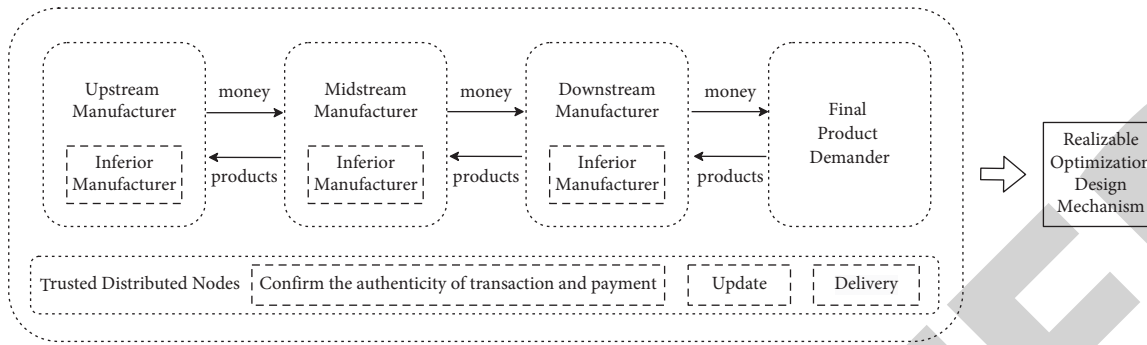 Upstream
Manufacturer
Inferior
Manufacturer
money
products
Midstream
Manufacturer
Inferior
Manufacturer
money
products
Downstream
Manufacturer
Inferior
Manufacturer
money
products
Final
Product
Demander
Realizable
Optimization
Design
Mechanism
Trusted Distributed Nodes
Confirm the authenticity of transaction and payment
Update
Delivery